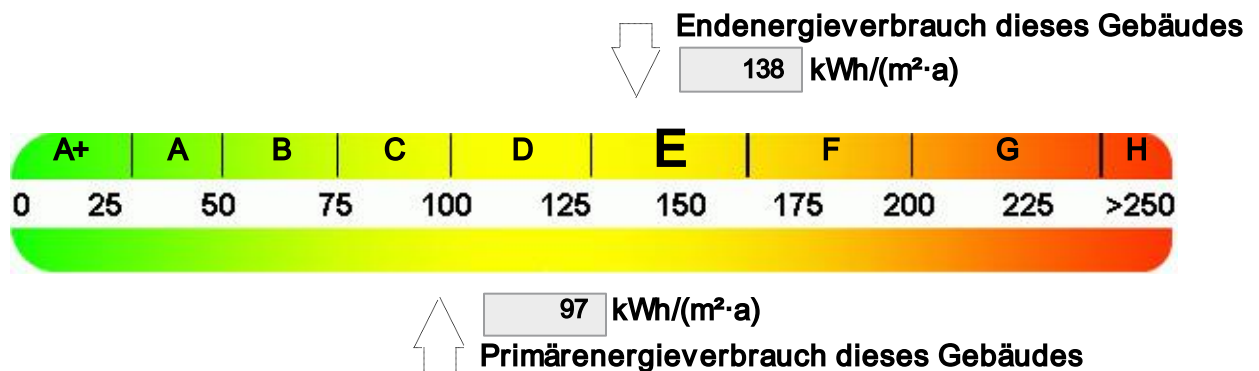 Endenergieverbrauch dieses Gebäudes
138 kWh/(m²·a)
A+ A B C D E F G H
0 25 50 75 100 125 150 175 200 225 >250
97 kWh/(m²·a)
Primärenergieverbrauch dieses Gebäudes